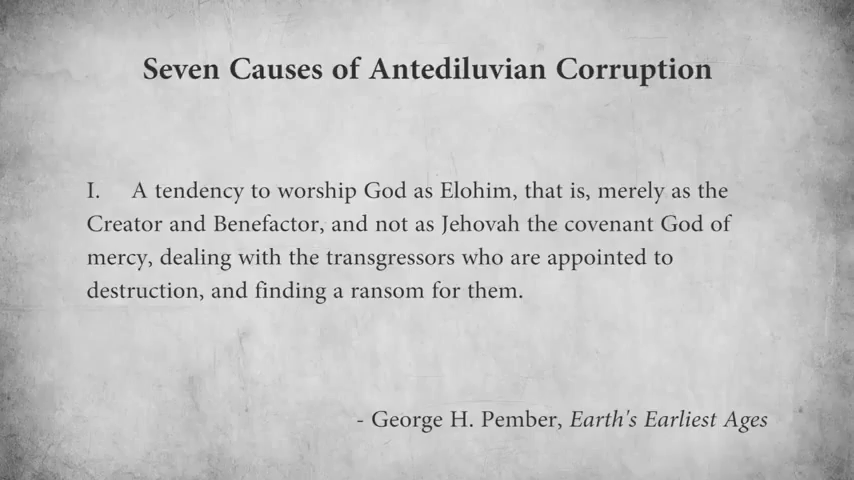 Seven Causes of Antediluvian Corruption
I. A tendency to worship God as Elohim, that is, merely as the
Creator and Benefactor, and not as Jehovah the covenant God of
mercy, dealing with the transgressors who are appointed to
destruction, and finding a ransom for them.
- George H. Pember, Earth's Earliest Ages